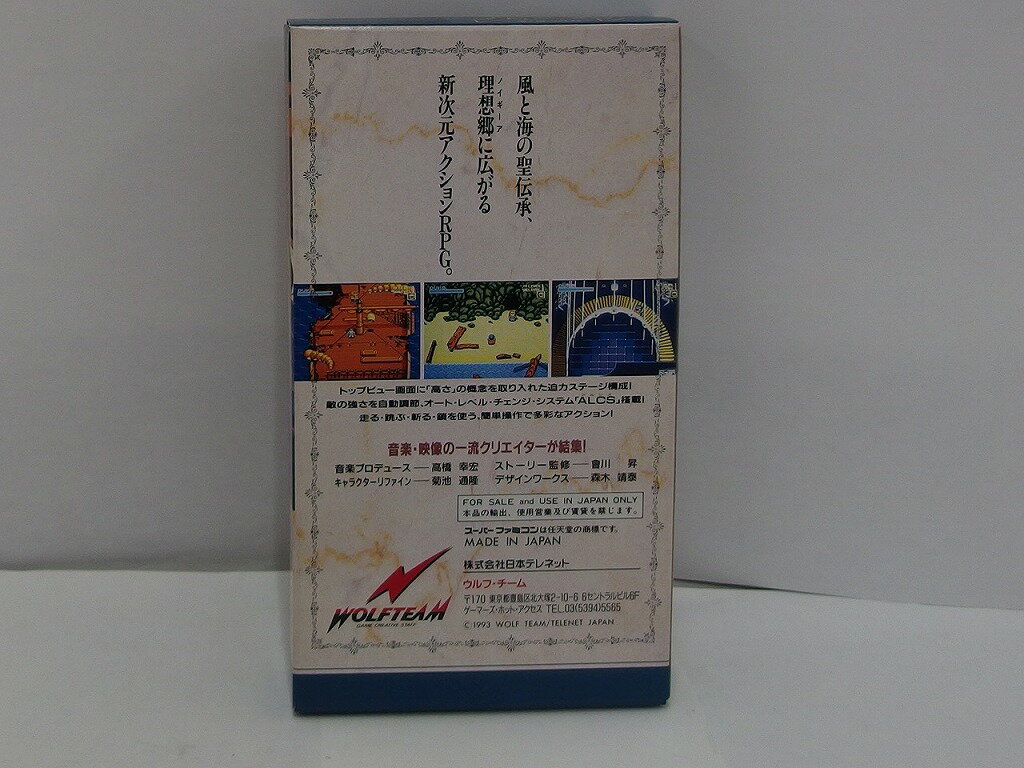 風と海の聖伝承、
ノイギーア
理想郷に広がる
新次元アクションRPG。
トップビュー画面に「高さ」の概念を取り入れた迫力ステージ構成!
敵の強さを自動調節、オート・レベル・チェンジ・システム「ALCS」搭載!
走る・跳ぶ・斬る・鎖を使う、簡単操作で多彩なアクション!
音楽・映像の一流クリエイターが結集!
音楽プロデュース──高橋 幸宏 ストーリー監修──會川 昇
キャラクターリファイン──菊池 通隆 デザインワークス──森木 靖泰
FOR SALE and USE IN JAPAN ONLY
本品の輸出、使用営業及び賃貸を禁じます。
スーパーファミコンは任天堂の商標です。
MADE IN JAPAN
株式会社日本テレネット
ウルフ・チーム
〒170 東京都豊島区北大塚2-10-6 6セントラルビル6F
ゲーマーズ・ホット・アクセス TEL.03(5394)5565
©1993 WOLF TEAM/TELENET JAPAN
WOLFTEAM
GAME CREATIVE STAFF